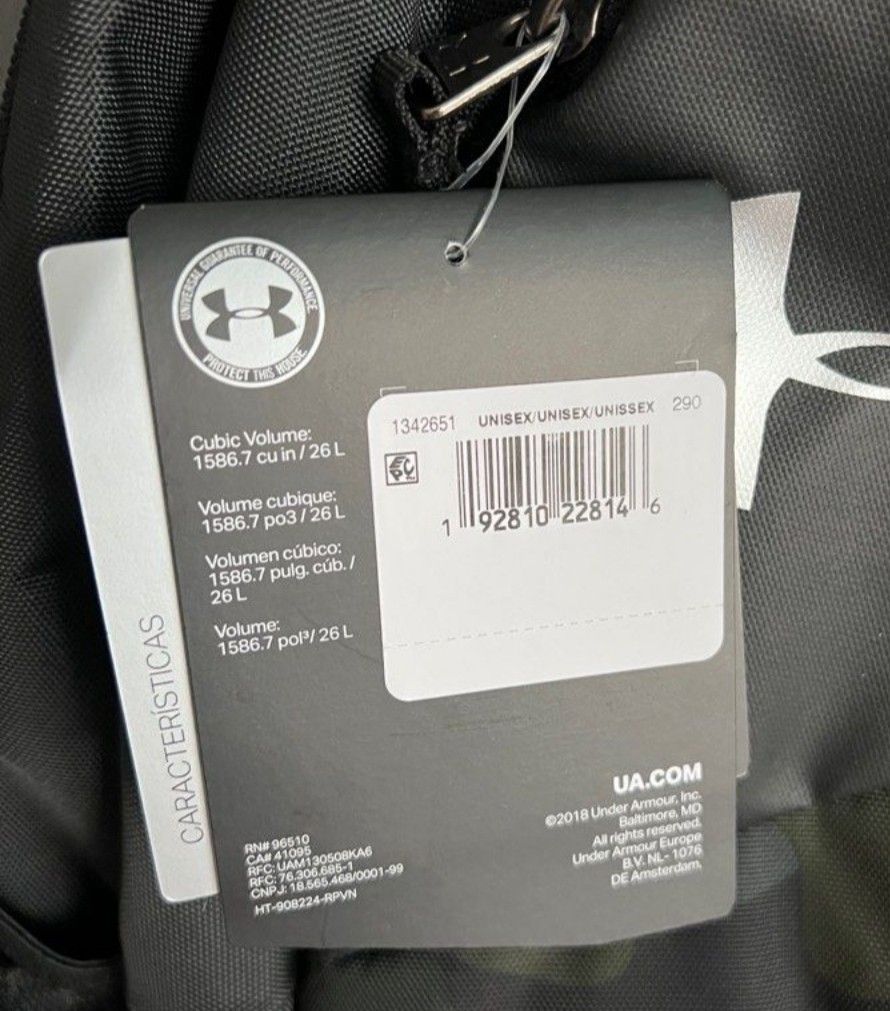 UNIVERSAL GUARANTEE OF PERFORMANCE
PROTECT THIS HOUSE
Cubic Volume:
1586.7 cu in / 26 L
Volume cubique:
1586.7 po3 / 26 L
Volumen cúbico:
1586.7 pulg. cúb. /
26 L
Volume:
1586.7 pol³/ 26 L
1342651 UNISEX/UNISEX/UNISSEX 290
1 92810 22814 6
CARACTERÍSTICAS
RN# 96510
CA# 41095
RFC: UAM130508KA6
RFC: 76.306.685-1
CNPJ: 18.565.468/0001-99
HT-908224-RPVN
UA.COM
©2018 Under Armour, Inc.
Baltimore, MD
All rights reserved.
Under Armour Europe
B.V. NL- 1076
DE Amsterdam.